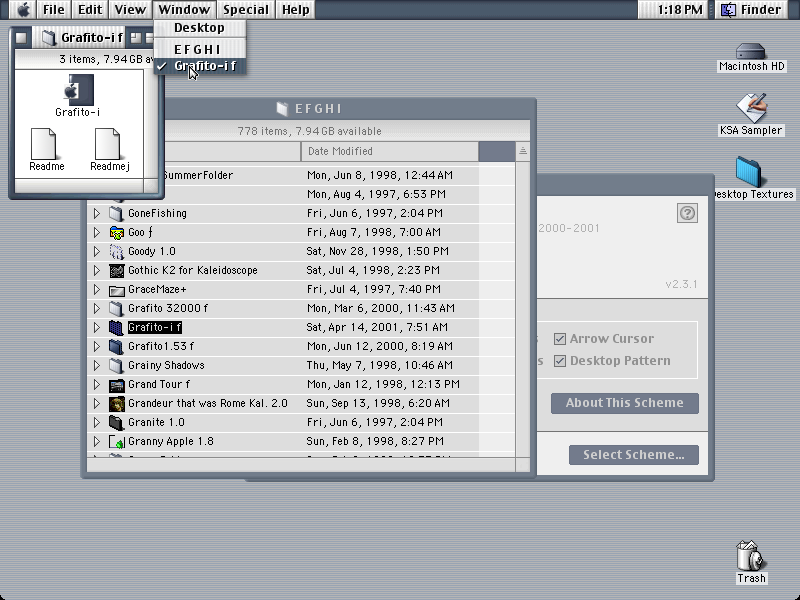 File Edit View Window Special Help 1:18 PM Finder
Desktop
E F G H I
Grafito-i f
Grafito-i f
3 items, 7.94 GB av
Grafito-i
Readme Readmej
E F G H I
778 items, 7.94 GB available
Date Modified
SummerFolder Mon, Jun 8, 1998, 12:44 AM
Mon, Aug 4, 1997, 6:53 PM
GoneFishing Fri, Jun 6, 1997, 2:04 PM
Goo ƒ Fri, Aug 7, 1998, 7:00 AM
Goody 1.0 Sat, Nov 28, 1998, 1:50 PM
Gothic K2 for Kaleidoscope Sat, Jul 4, 1998, 2:23 PM
GraceMaze+ Fri, Jul 4, 1997, 7:40 PM
Grafito 32000 f Mon, Mar 6, 2000, 11:43 AM
Grafito-i f Sat, Apr 14, 2001, 7:51 AM
Grafito1.53 f Mon, Jun 12, 2000, 8:19 AM
Grainy Shadows Thu, May 7, 1998, 10:46 AM
Grand Tour f Mon, Jan 12, 1998, 12:13 PM
Grandeur that was Rome Kal. 2.0 Sun, Sep 13, 1998, 6:20 AM
Granite 1.0 Fri, Jun 6, 1997, 2:04 PM
Granny Apple 1.8 Sun, Feb 8, 1998, 8:27 PM
2000-2001
v2.3.1
s Arrow Cursor
s Desktop Pattern
About This Scheme
Select Scheme...
Macintosh HD
KSA Sampler
esktop Textures
Trash